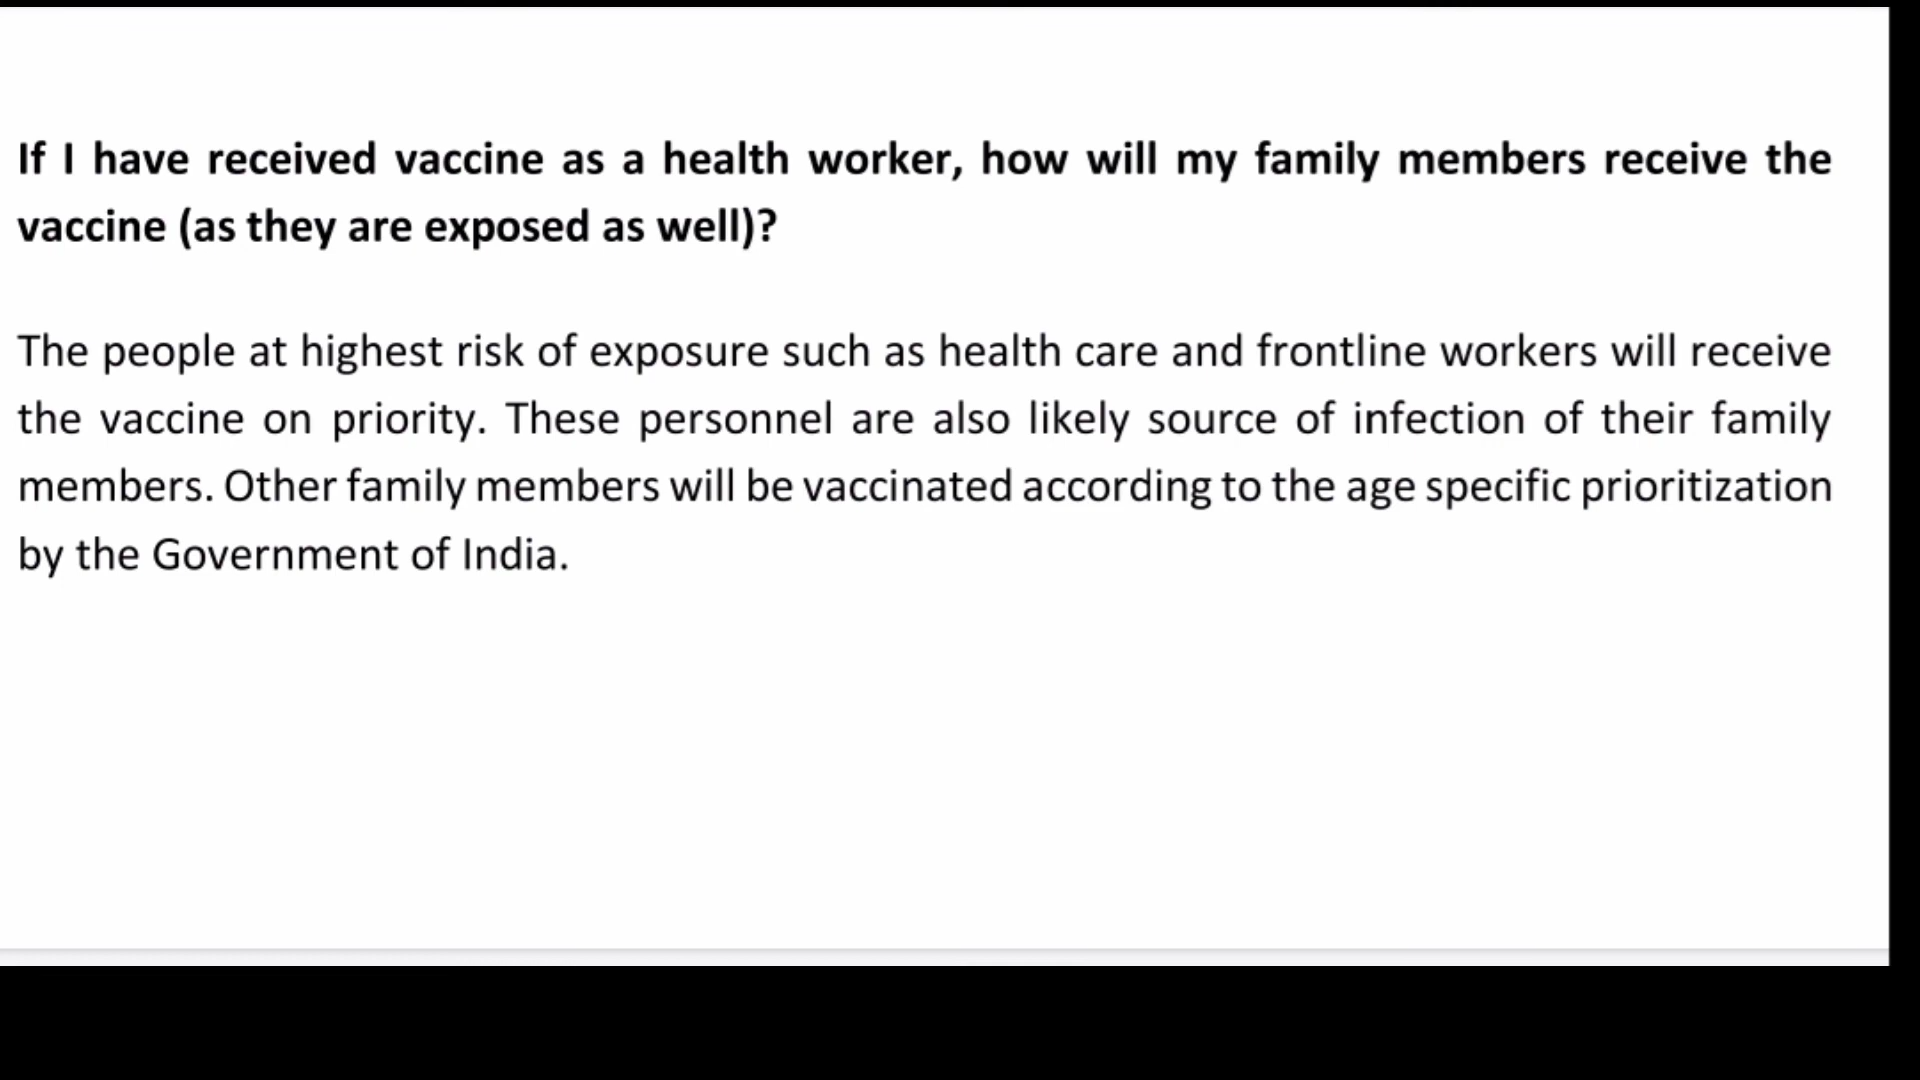 If I have received vaccine as a health worker, how will my family members receive the
vaccine (as they are exposed as well)?
The people at highest risk of exposure such as health care and frontline workers will receive
the vaccine on priority. These personnel are also likely source of infection of their family
members. Other family members will be vaccinated according to the age specific prioritization
by the Government of India.